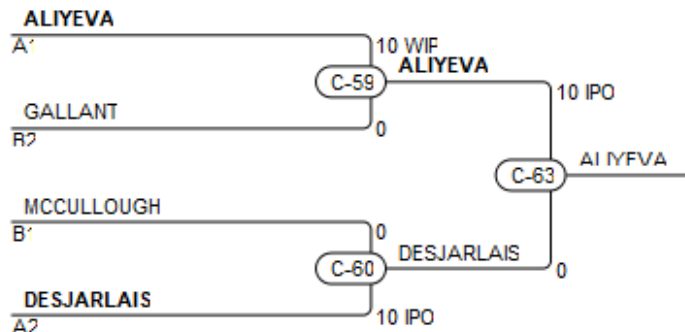 ALIYEVA
A1
10 WIP
C-59
ALIYEVA
GALLANT
B2
0
10 IPO
C-63
ALIYEVA
MCCULLOUGH
B1
0
C-60
DESJARLAIS
0
DESJARLAIS
A2
10 IPO